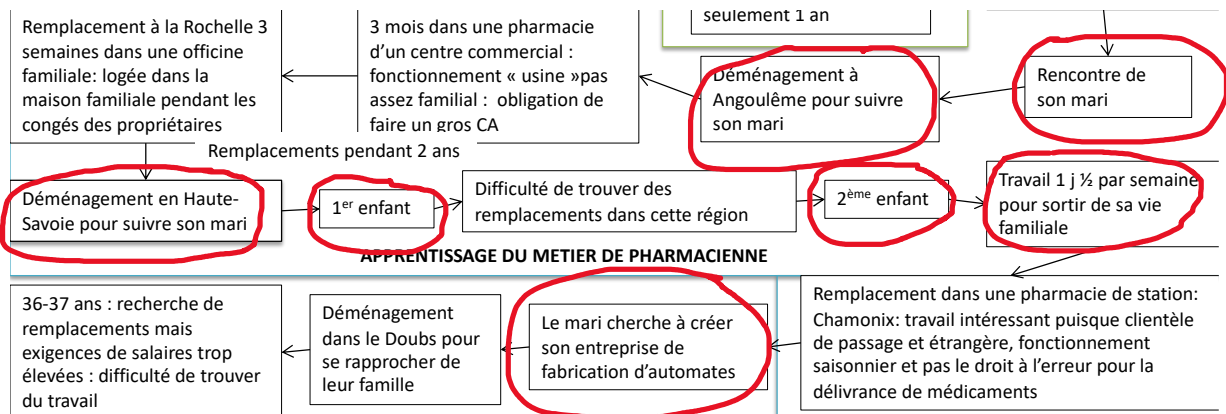 Remplacement à la Rochelle 3
semaines dans une officine
familiale: logée dans la
maison familiale pendant les
congés des propriétaires
3 mois dans une pharmacie
d’un centre commercial :
fonctionnement « usine »pas
assez familial : obligation de
faire un gros CA
seulement 1 an
Déménagement à
Angoulême pour suivre
son mari
Rencontre de
son mari
Remplacements pendant 2 ans
Déménagement en Haute-
Savoie pour suivre son mari
1er enfant
Difficulté de trouver des
remplacements dans cette région
2ème enfant
Travail 1 j ½ par semaine
pour sortir de sa vie
familiale
APPRENTISSAGE DU METIER DE PHARMACIENNE
36-37 ans : recherche de
remplacements mais
exigences de salaires trop
élevées : difficulté de trouver
du travail
Déménagement
dans le Doubs pour
se rapprocher de
leur famille
Le mari cherche à créer
son entreprise de
fabrication d’automates
Remplacement dans une pharmacie de station:
Chamonix: travail intéressant puisque clientèle
de passage et étrangère, fonctionnement
saisonnier et pas le droit à l’erreur pour la
délivrance de médicaments